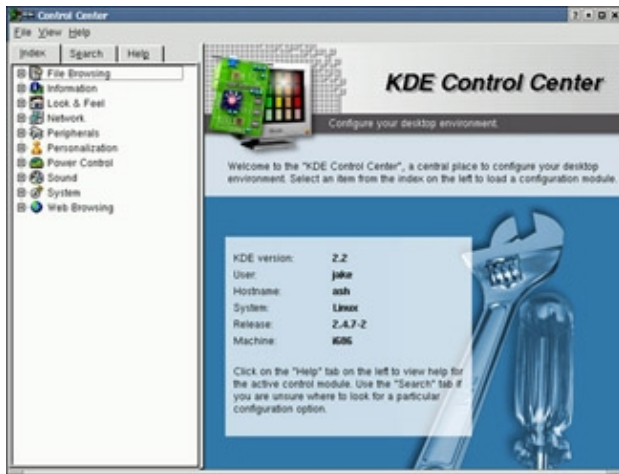 Control Center
File View Help
Index Search Help
File Browsing
Information
Look & Feel
Network
Peripherals
Personalization
Power Control
Sound
System
Web Browsing
KDE Control Center
Configure your desktop environment.
Welcome to the "KDE Control Center", a central place to configure your desktop
environment. Select an item from the index on the left to load a configuration module.
KDE version: 2.2
User: jake
Hostname: ash
System: Linux
Release: 2.4.7-2
Machine: i686
Click on the "Help" tab on the left to view help for
the active control module. Use the "Search" tab if
you are unsure where to look for a particular
configuration option.